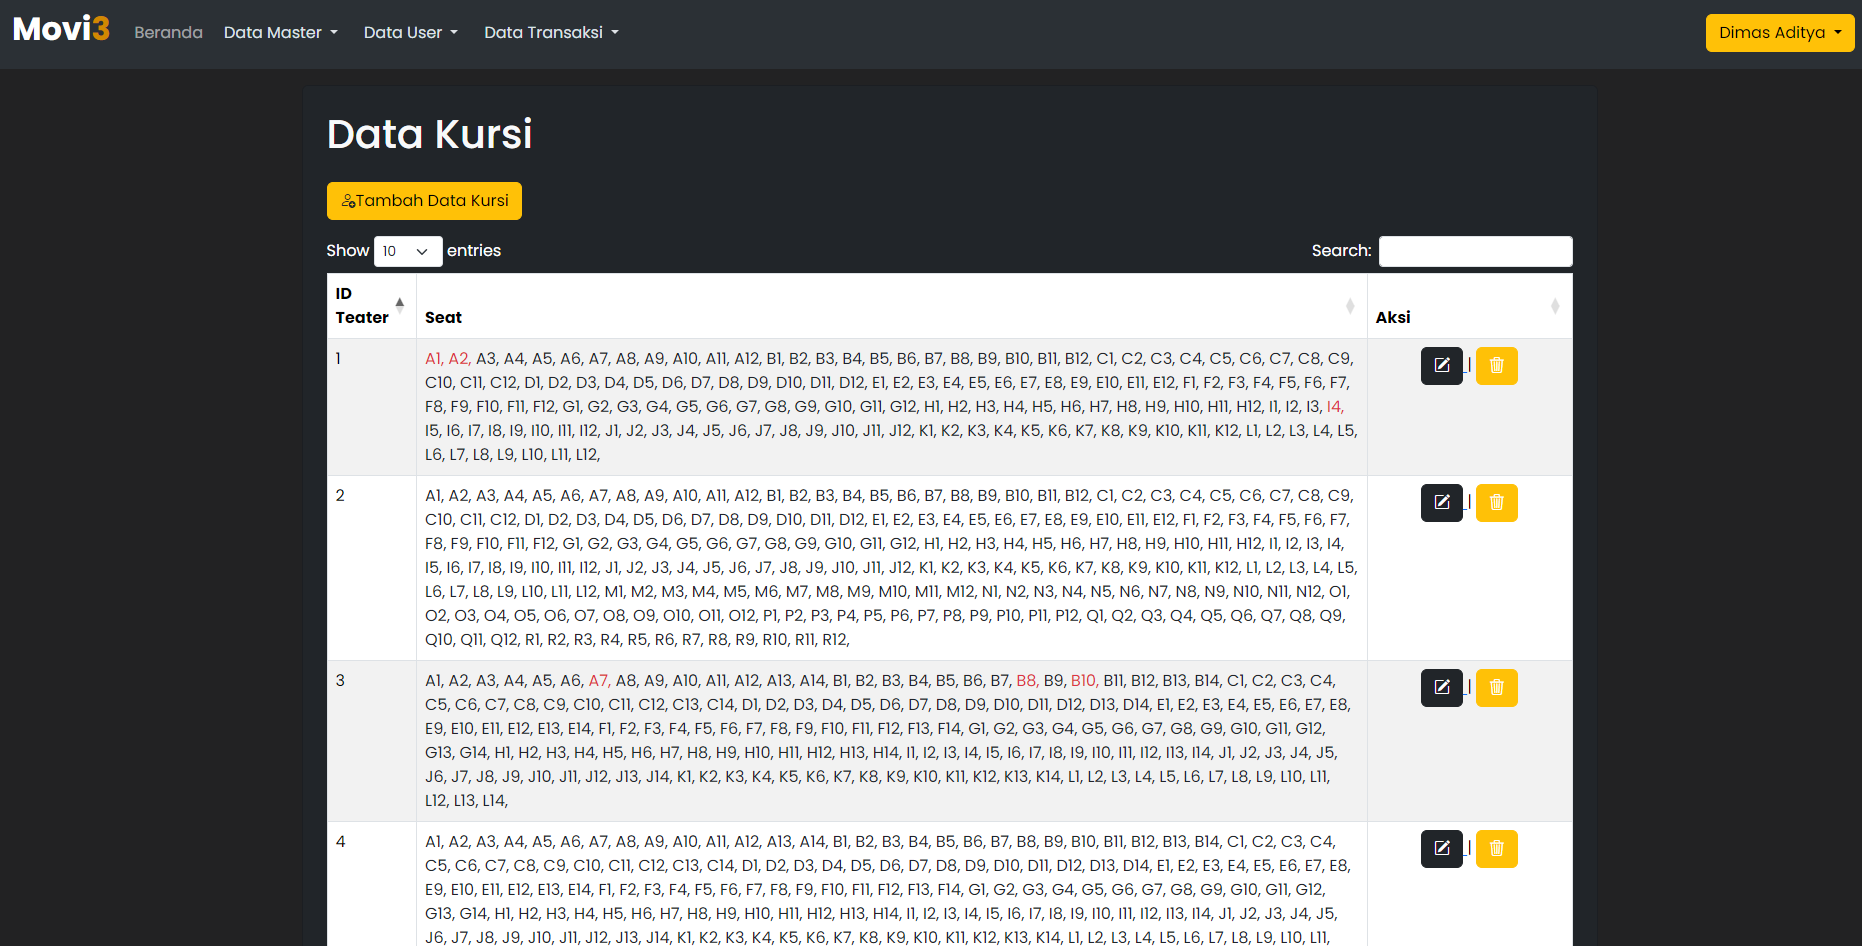 Movi3 Beranda Data Master Data User Data Transaksi Dimas Aditya
Data Kursi
Tambah Data Kursi
Show 10 entries Search:
ID Teater Seat Aksi
1
A1, A2, A3, A4, A5, A6, A7, A8, A9, A10, A11, A12, B1, B2, B3, B4, B5, B6, B7, B8, B9, B10, B11, B12, C1, C2, C3, C4, C5, C6, C7, C8, C9,
C10, C11, C12, D1, D2, D3, D4, D5, D6, D7, D8, D9, D10, D11, D12, E1, E2, E3, E4, E5, E6, E7, E8, E9, E10, E11, E12, F1, F2, F3, F4, F5, F6, F7,
F8, F9, F10, F11, F12, G1, G2, G3, G4, G5, G6, G7, G8, G9, G10, G11, G12, H1, H2, H3, H4, H5, H6, H7, H8, H9, H10, H11, H12, I1, I2, I3, I4,
I5, I6, I7, I8, I9, I10, I11, I12, J1, J2, J3, J4, J5, J6, J7, J8, J9, J10, J11, J12, K1, K2, K3, K4, K5, K6, K7, K8, K9, K10, K11, K12, L1, L2, L3, L4, L5,
L6, L7, L8, L9, L10, L11, L12,
|
2
A1, A2, A3, A4, A5, A6, A7, A8, A9, A10, A11, A12, B1, B2, B3, B4, B5, B6, B7, B8, B9, B10, B11, B12, C1, C2, C3, C4, C5, C6, C7, C8, C9,
C10, C11, C12, D1, D2, D3, D4, D5, D6, D7, D8, D9, D10, D11, D12, E1, E2, E3, E4, E5, E6, E7, E8, E9, E10, E11, E12, F1, F2, F3, F4, F5, F6, F7,
F8, F9, F10, F11, F12, G1, G2, G3, G4, G5, G6, G7, G8, G9, G10, G11, G12, H1, H2, H3, H4, H5, H6, H7, H8, H9, H10, H11, H12, I1, I2, I3, I4,
I5, I6, I7, I8, I9, I10, I11, I12, J1, J2, J3, J4, J5, J6, J7, J8, J9, J10, J11, J12, K1, K2, K3, K4, K5, K6, K7, K8, K9, K10, K11, K12, L1, L2, L3, L4, L5,
L6, L7, L8, L9, L10, L11, L12, M1, M2, M3, M4, M5, M6, M7, M8, M9, M10, M11, M12, N1, N2, N3, N4, N5, N6, N7, N8, N9, N10, N11, N12, O1,
O2, O3, O4, O5, O6, O7, O8, O9, O10, O11, O12, P1, P2, P3, P4, P5, P6, P7, P8, P9, P10, P11, P12, Q1, Q2, Q3, Q4, Q5, Q6, Q7, Q8, Q9,
Q10, Q11, Q12, R1, R2, R3, R4, R5, R6, R7, R8, R9, R10, R11, R12,
|
3
A1, A2, A3, A4, A5, A6, A7, A8, A9, A10, A11, A12, A13, A14, B1, B2, B3, B4, B5, B6, B7, B8, B9, B10, B11, B12, B13, B14, C1, C2, C3, C4,
C5, C6, C7, C8, C9, C10, C11, C12, C13, C14, D1, D2, D3, D4, D5, D6, D7, D8, D9, D10, D11, D12, D13, D14, E1, E2, E3, E4, E5, E6, E7, E8,
E9, E10, E11, E12, E13, E14, F1, F2, F3, F4, F5, F6, F7, F8, F9, F10, F11, F12, F13, F14, G1, G2, G3, G4, G5, G6, G7, G8, G9, G10, G11, G12,
G13, G14, H1, H2, H3, H4, H5, H6, H7, H8, H9, H10, H11, H12, H13, H14, I1, I2, I3, I4, I5, I6, I7, I8, I9, I10, I11, I12, I13, I14, J1, J2, J3, J4, J5,
J6, J7, J8, J9, J10, J11, J12, J13, J14, K1, K2, K3, K4, K5, K6, K7, K8, K9, K10, K11, K12, K13, K14, L1, L2, L3, L4, L5, L6, L7, L8, L9, L10, L11,
L12, L13, L14,
|
4
A1, A2, A3, A4, A5, A6, A7, A8, A9, A10, A11, A12, A13, A14, B1, B2, B3, B4, B5, B6, B7, B8, B9, B10, B11, B12, B13, B14, C1, C2, C3, C4,
C5, C6, C7, C8, C9, C10, C11, C12, C13, C14, D1, D2, D3, D4, D5, D6, D7, D8, D9, D10, D11, D12, D13, D14, E1, E2, E3, E4, E5, E6, E7, E8,
E9, E10, E11, E12, E13, E14, F1, F2, F3, F4, F5, F6, F7, F8, F9, F10, F11, F12, F13, F14, G1, G2, G3, G4, G5, G6, G7, G8, G9, G10, G11, G12,
G13, G14, H1, H2, H3, H4, H5, H6, H7, H8, H9, H10, H11, H12, H13, H14, I1, I2, I3, I4, I5, I6, I7, I8, I9, I10, I11, I12, I13, I14, J1, J2, J3, J4, J5,
J6, J7, J8, J9, J10, J11, J12, J13, J14, K1, K2, K3, K4, K5, K6, K7, K8, K9, K10, K11, K12, K13, K14, L1, L2, L3, L4, L5, L6, L7, L8, L9, L10, L11,
|